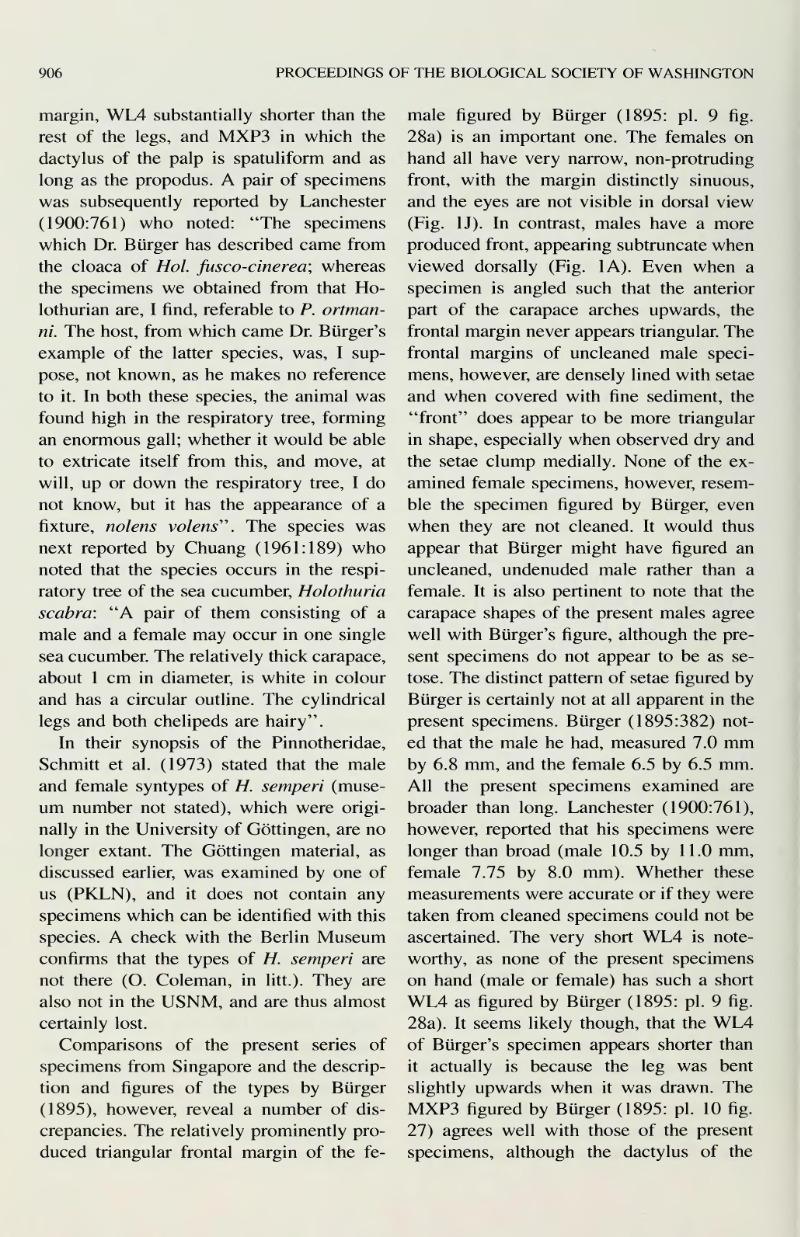 906
PROCEEDINGS OF THE BIOLOGICAL SOCIETY OF WASHINGTON
margin, WL4 substantially shorter than the
rest of the legs, and MXP3 in which the
dactylus of the palp is spatuliform and as
long as the propodus. A pair of specimens
was subsequently reported by Lanchester
(1900:761) who noted: “The specimens
which Dr. Bürger has described came from
the cloaca of Hol. fusco-cinerea; whereas
the specimens we obtained from that Ho-
lothurian are, I find, referable to P. ortman-
ni. The host, from which came Dr. Bürger’s
example of the latter species, was, I sup-
pose, not known, as he makes no reference
to it. In both these species, the animal was
found high in the respiratory tree, forming
an enormous gall; whether it would be able
to extricate itself from this, and move, at
will, up or down the respiratory tree, I do
not know, but it has the appearance of a
fixture, nolens volens”. The species was
next reported by Chuang (1961:189) who
noted that the species occurs in the respi-
ratory tree of the sea cucumber, Holothuria
scabra: “A pair of them consisting of a
male and a female may occur in one single
sea cucumber. The relatively thick carapace,
about 1 cm in diameter, is white in colour
and has a circular outline. The cylindrical
legs and both chelipeds are hairy”.
In their synopsis of the Pinnotheridae,
Schmitt et al. (1973) stated that the male
and female syntypes of H. semperi (muse-
um number not stated), which were origi-
nally in the University of Göttingen, are no
longer extant. The Göttingen material, as
discussed earlier, was examined by one of
us (PKLN), and it does not contain any
specimens which can be identified with this
species. A check with the Berlin Museum
confirms that the types of H. semperi are
not there (O. Coleman, in litt.). They are
also not in the USNM, and are thus almost
certainly lost.
Comparisons of the present series of
specimens from Singapore and the descrip-
tion and figures of the types by Bürger
(1895), however, reveal a number of dis-
crepancies. The relatively prominently pro-
duced triangular frontal margin of the fe-
male figured by Bürger (1895: pl. 9 fig.
28a) is an important one. The females on
hand all have very narrow, non-protruding
front, with the margin distinctly sinuous,
and the eyes are not visible in dorsal view
(Fig. 1J). In contrast, males have a more
produced front, appearing subtruncate when
viewed dorsally (Fig. 1A). Even when a
specimen is angled such that the anterior
part of the carapace arches upwards, the
frontal margin never appears triangular. The
frontal margins of uncleaned male speci-
mens, however, are densely lined with setae
and when covered with fine sediment, the
“front” does appear to be more triangular
in shape, especially when observed dry and
the setae clump medially. None of the ex-
amined female specimens, however, resem-
ble the specimen figured by Bürger, even
when they are not cleaned. It would thus
appear that Bürger might have figured an
uncleaned, undenuded male rather than a
female. It is also pertinent to note that the
carapace shapes of the present males agree
well with Bürger’s figure, although the pre-
sent specimens do not appear to be as se-
tose. The distinct pattern of setae figured by
Bürger is certainly not at all apparent in the
present specimens. Bürger (1895:382) not-
ed that the male he had, measured 7.0 mm
by 6.8 mm, and the female 6.5 by 6.5 mm.
All the present specimens examined are
broader than long. Lanchester (1900:761),
however, reported that his specimens were
longer than broad (male 10.5 by 11.0 mm,
female 7.75 by 8.0 mm). Whether these
measurements were accurate or if they were
taken from cleaned specimens could not be
ascertained. The very short WL4 is note-
worthy, as none of the present specimens
on hand (male or female) has such a short
WL4 as figured by Bürger (1895: pl. 9 fig.
28a). It seems likely though, that the WL4
of Bürger’s specimen appears shorter than
it actually is because the leg was bent
slightly upwards when it was drawn. The
MXP3 figured by Bürger (1895: pl. 10 fig.
27) agrees well with those of the present
specimens, although the dactylus of the